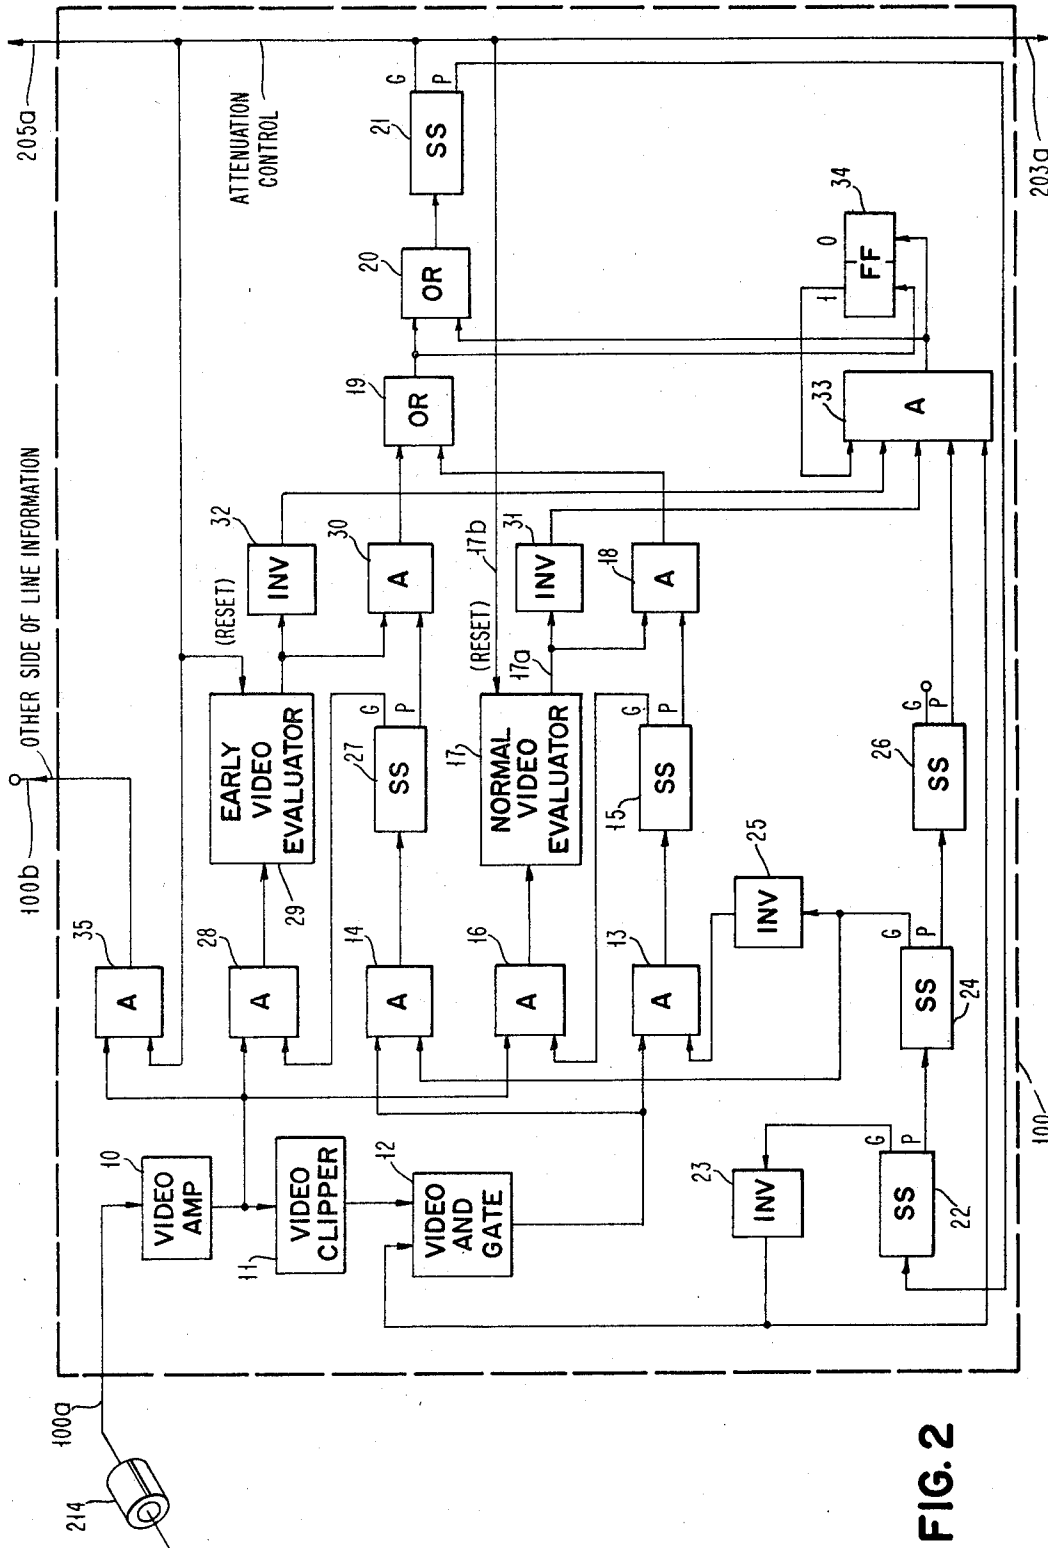 214
100a
10
VIDEO
AMP
11
VIDEO
CLIPPER
12
VIDEO
AND
GATE
23
INV
G
P
SS
22
100
35
A
28
A
14
A
16
A
13
A
INV
25
G
P
SS
24
100b
OTHER SIDE OF LINE INFORMATION
EARLY
VIDEO
EVALUATOR
29
(RESET)
27
SS
G
P
17
NORMAL
VIDEO
EVALUATOR
(RESET)
17b
17a
15
SS
G
P
26
SS
G
P
32
INV
30
A
31
INV
18
A
19
OR
20
OR
33
A
34
1
0
FF
21
SS
G
P
ATTENUATION
CONTROL
205a
203a
FIG. 2